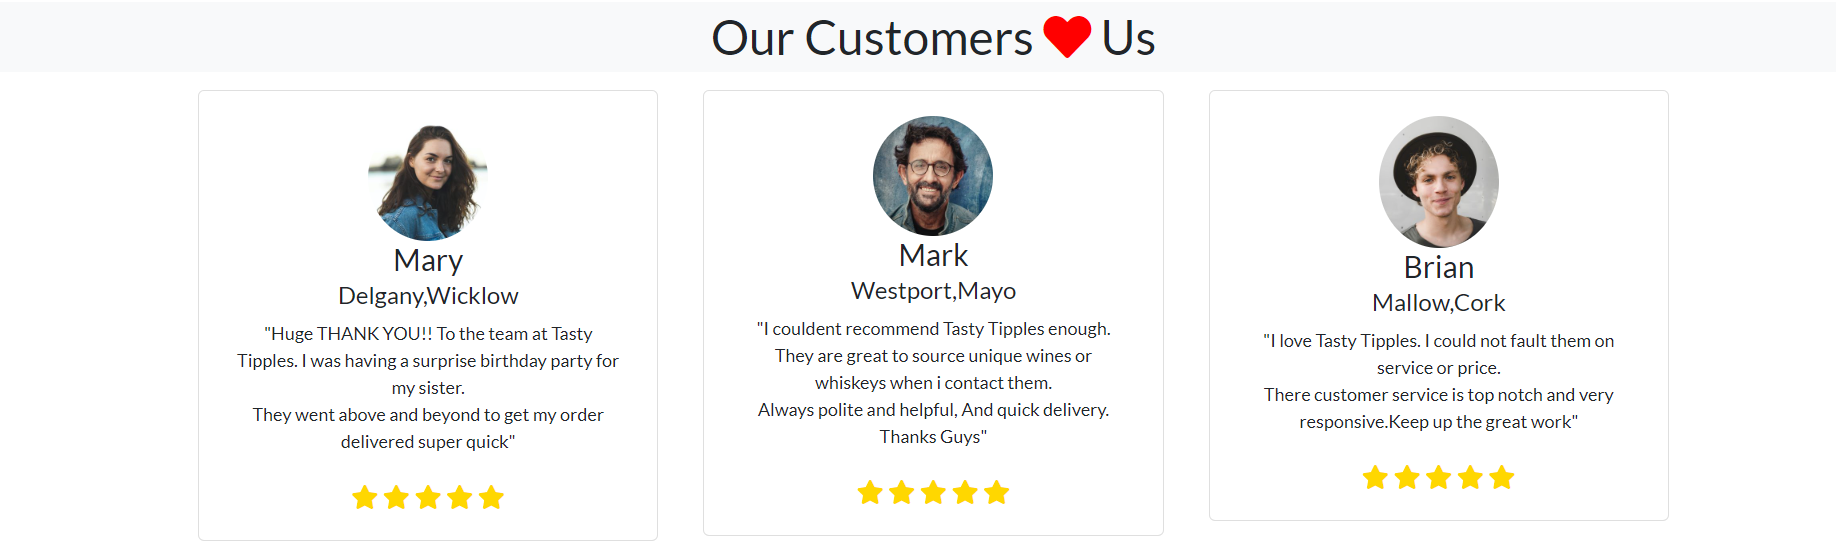 Our Customers Us
Mary
Delgany,Wicklow
"Huge THANK YOU!! To the team at Tasty
Tipples. I was having a surprise birthday party for
my sister.
They went above and beyond to get my order
delivered super quick"
Mark
Westport,Mayo
"I couldent recommend Tasty Tipples enough.
They are great to source unique wines or
whiskeys when i contact them.
Always polite and helpful, And quick delivery.
Thanks Guys"
Brian
Mallow,Cork
"I love Tasty Tipples. I could not fault them on
service or price.
There customer service is top notch and very
responsive.Keep up the great work"